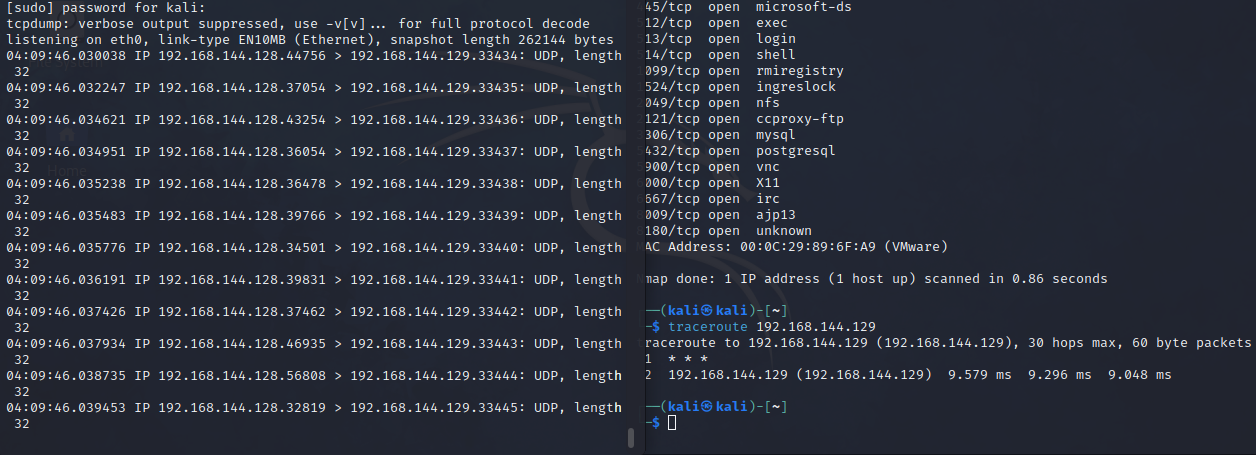 [sudo] password for kali:
tcpdump: verbose output suppressed, use -v[v]... for full protocol decode
listening on eth0, link-type EN10MB (Ethernet), snapshot length 262144 bytes
04:09:46.030038 IP 192.168.144.128.44756 > 192.168.144.129.33434: UDP, length
32
04:09:46.032247 IP 192.168.144.128.37054 > 192.168.144.129.33435: UDP, length
32
04:09:46.034621 IP 192.168.144.128.43254 > 192.168.144.129.33436: UDP, length
32
04:09:46.034951 IP 192.168.144.128.36054 > 192.168.144.129.33437: UDP, length
32
04:09:46.035238 IP 192.168.144.128.36478 > 192.168.144.129.33438: UDP, length
32
04:09:46.035483 IP 192.168.144.128.39766 > 192.168.144.129.33439: UDP, length
32
04:09:46.035776 IP 192.168.144.128.34501 > 192.168.144.129.33440: UDP, length
32
04:09:46.036191 IP 192.168.144.128.39831 > 192.168.144.129.33441: UDP, length
32
04:09:46.037426 IP 192.168.144.128.37462 > 192.168.144.129.33442: UDP, length
32
04:09:46.037934 IP 192.168.144.128.46935 > 192.168.144.129.33443: UDP, length
32
04:09:46.038735 IP 192.168.144.128.56808 > 192.168.144.129.33444: UDP, length
32
04:09:46.039453 IP 192.168.144.128.32819 > 192.168.144.129.33445: UDP, length
32
Home
445/tcp open microsoft-ds
512/tcp open exec
513/tcp open login
514/tcp open shell
099/tcp open rmiregistry
524/tcp open ingreslock
049/tcp open nfs
121/tcp open ccproxy-ftp
306/tcp open mysql
432/tcp open postgresql
900/tcp open vnc
000/tcp open X11
667/tcp open irc
009/tcp open ajp13
180/tcp open unknown
MAC Address: 00:0C:29:89:6F:A9 (VMware)
Nmap done: 1 IP address (1 host up) scanned in 0.86 seconds
(kali㉿kali)-[~]
$ traceroute 192.168.144.129
traceroute to 192.168.144.129 (192.168.144.129), 30 hops max, 60 byte packets
1 * * *
2 192.168.144.129 (192.168.144.129) 9.579 ms 9.296 ms 9.048 ms
(kali㉿kali)-[~]
$